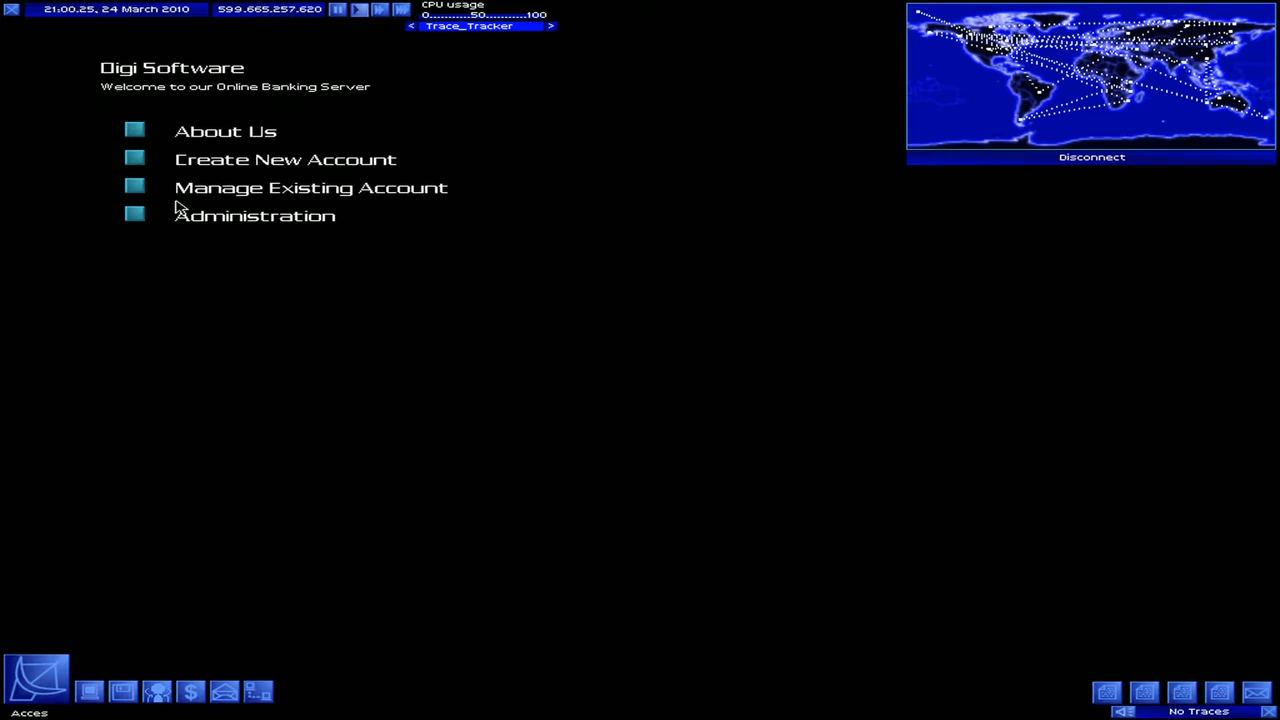 21:00.25, 24 March 2010
599.665.257.620
CPU usage
0...........50...........100
< Trace_Tracker >
Digi Software
Welcome to our Online Banking Server
About Us
Create New Account
Manage Existing Account
Administration
Disconnect
$
Acces
No Traces